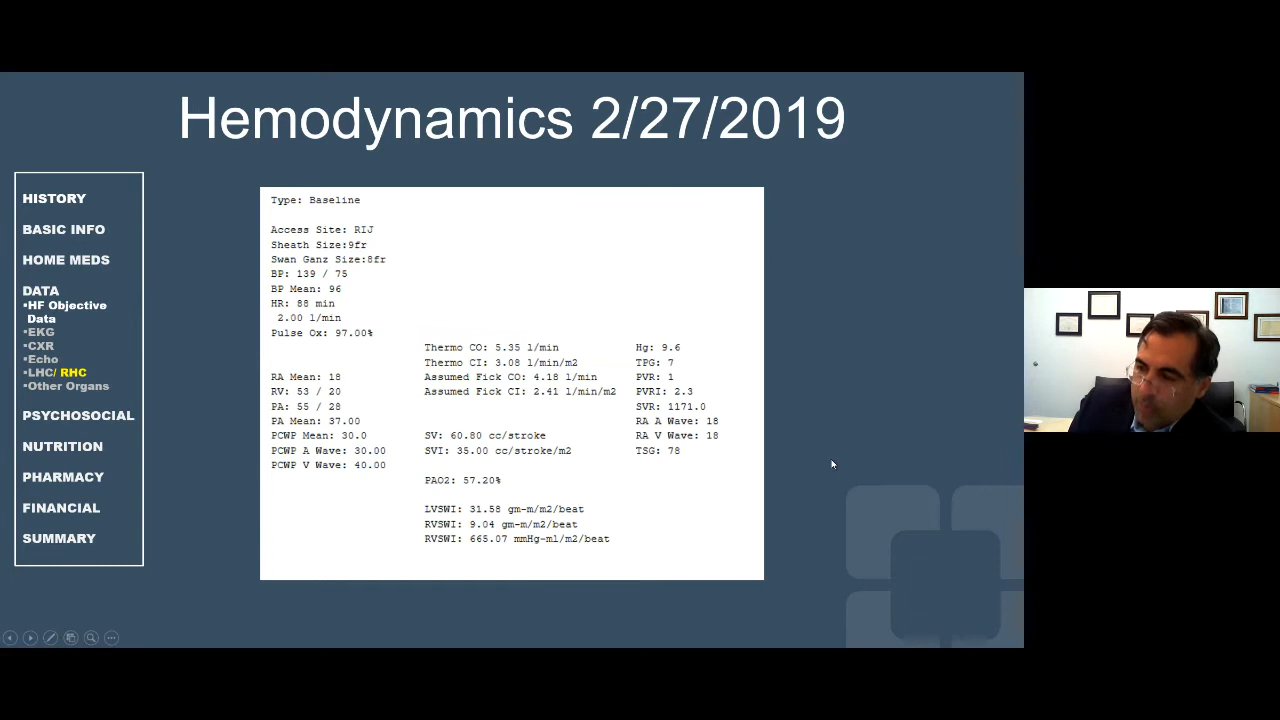 Hemodynamics 2/27/2019
HISTORY
BASIC INFO
HOME MEDS
DATA
•HF Objective
Data
•EKG
•CXR
•Echo
•LHC/ RHC
•Other Organs
PSYCHOSOCIAL
NUTRITION
PHARMACY
FINANCIAL
SUMMARY
Type: Baseline
Access Site: RIJ
Sheath Size:9fr
Swan Ganz Size:8fr
BP: 139 / 75
BP Mean: 96
HR: 88 min
2.00 l/min
Pulse Ox: 97.00%
RA Mean: 18
RV: 53 / 20
PA: 55 / 28
PA Mean: 37.00
PCWP Mean: 30.0
PCWP A Wave: 30.00
PCWP V Wave: 40.00
Thermo CO: 5.35 l/min
Thermo CI: 3.08 l/min/m2
Assumed Fick CO: 4.18 l/min
Assumed Fick CI: 2.41 l/min/m2
SV: 60.80 cc/stroke
SVI: 35.00 cc/stroke/m2
PAO2: 57.20%
LVSWI: 31.58 gm-m/m2/beat
RVSWI: 9.04 gm-m/m2/beat
RVSWI: 665.07 mmHg-ml/m2/beat
Hg: 9.6
TPG: 7
PVR: 1
PVRI: 2.3
SVR: 1171.0
RA A Wave: 18
RA V Wave: 18
TSG: 78